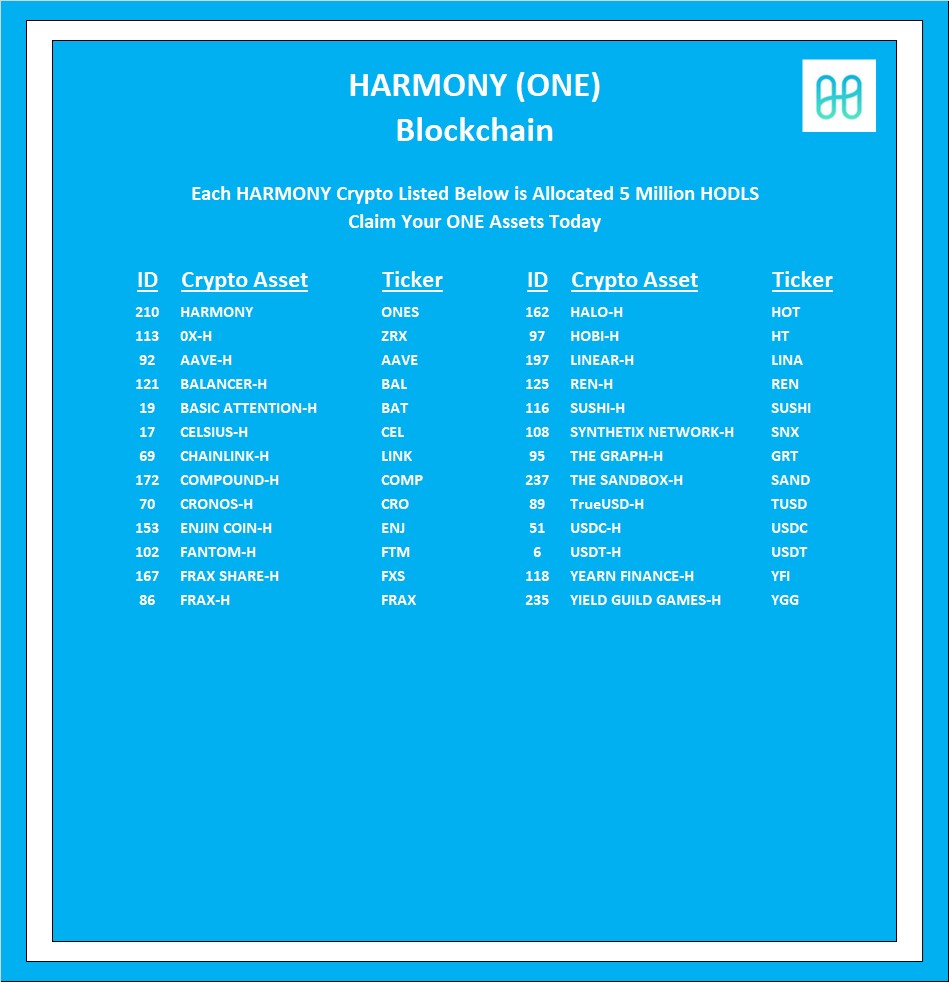 HARMONY (ONE)
Blockchain
Each HARMONY Crypto Listed Below is Allocated 5 Million HODLS
Claim Your ONE Assets Today
ID Crypto Asset Ticker ID Crypto Asset Ticker
210 HARMONY ONES 162 HALO-H HOT
113 0X-H ZRX 97 HOBI-H HT
92 AAVE-H AAVE 197 LINEAR-H LINA
121 BALANCER-H BAL 125 REN-H REN
19 BASIC ATTENTION-H BAT 116 SUSHI-H SUSHI
17 CELSIUS-H CEL 108 SYNTHETIX NETWORK-H SNX
69 CHAINLINK-H LINK 95 THE GRAPH-H GRT
172 COMPOUND-H COMP 237 THE SANDBOX-H SAND
70 CRONOS-H CRO 89 TrueUSD-H TUSD
153 ENJIN COIN-H ENJ 51 USDC-H USDC
102 FANTOM-H FTM 6 USDT-H USDT
167 FRAX SHARE-H FXS 118 YEARN FINANCE-H YFI
86 FRAX-H FRAX 235 YIELD GUILD GAMES-H YGG